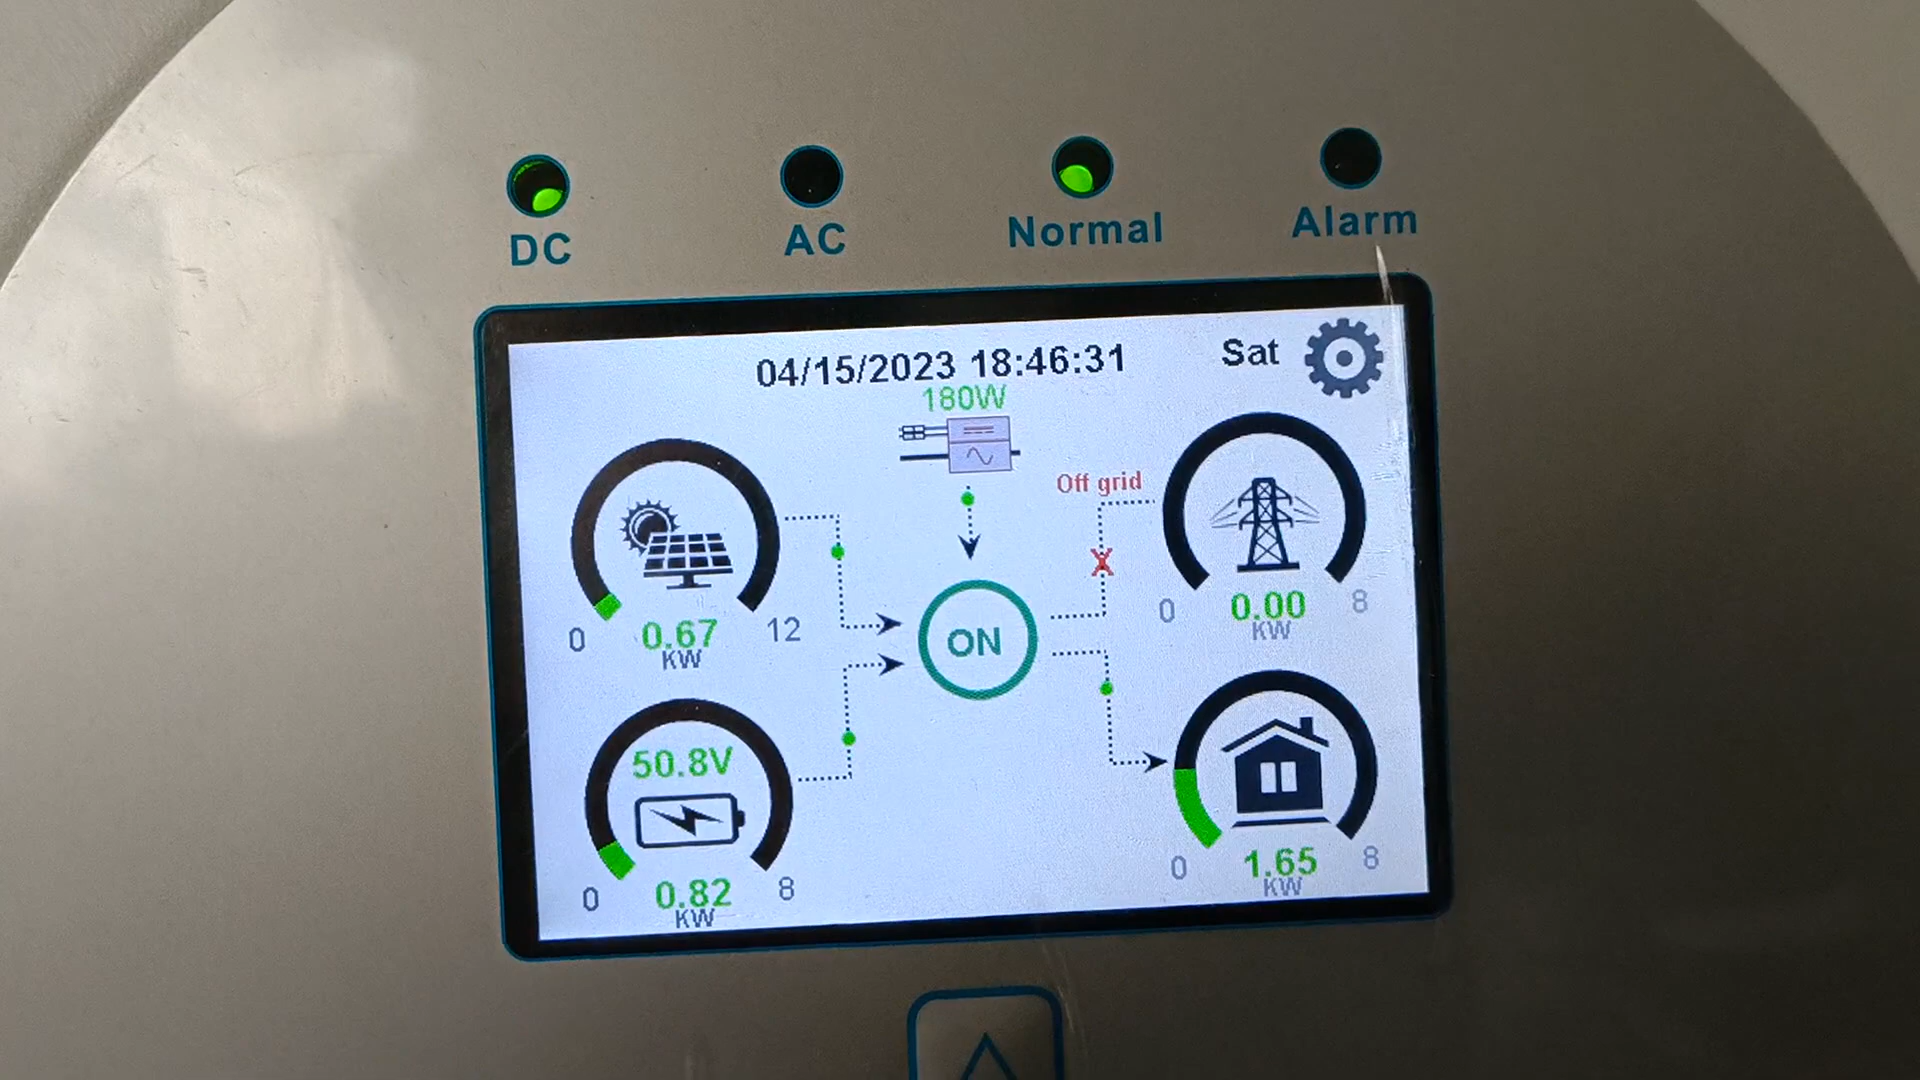 DC
AC
Normal
Alarm
04/15/2023 18:46:31
Sat
180W
Off grid
0
0.67
12
KW
0
0.00
8
KW
ON
50.8V
0
0.82
8
KW
0
1.65
8
KW